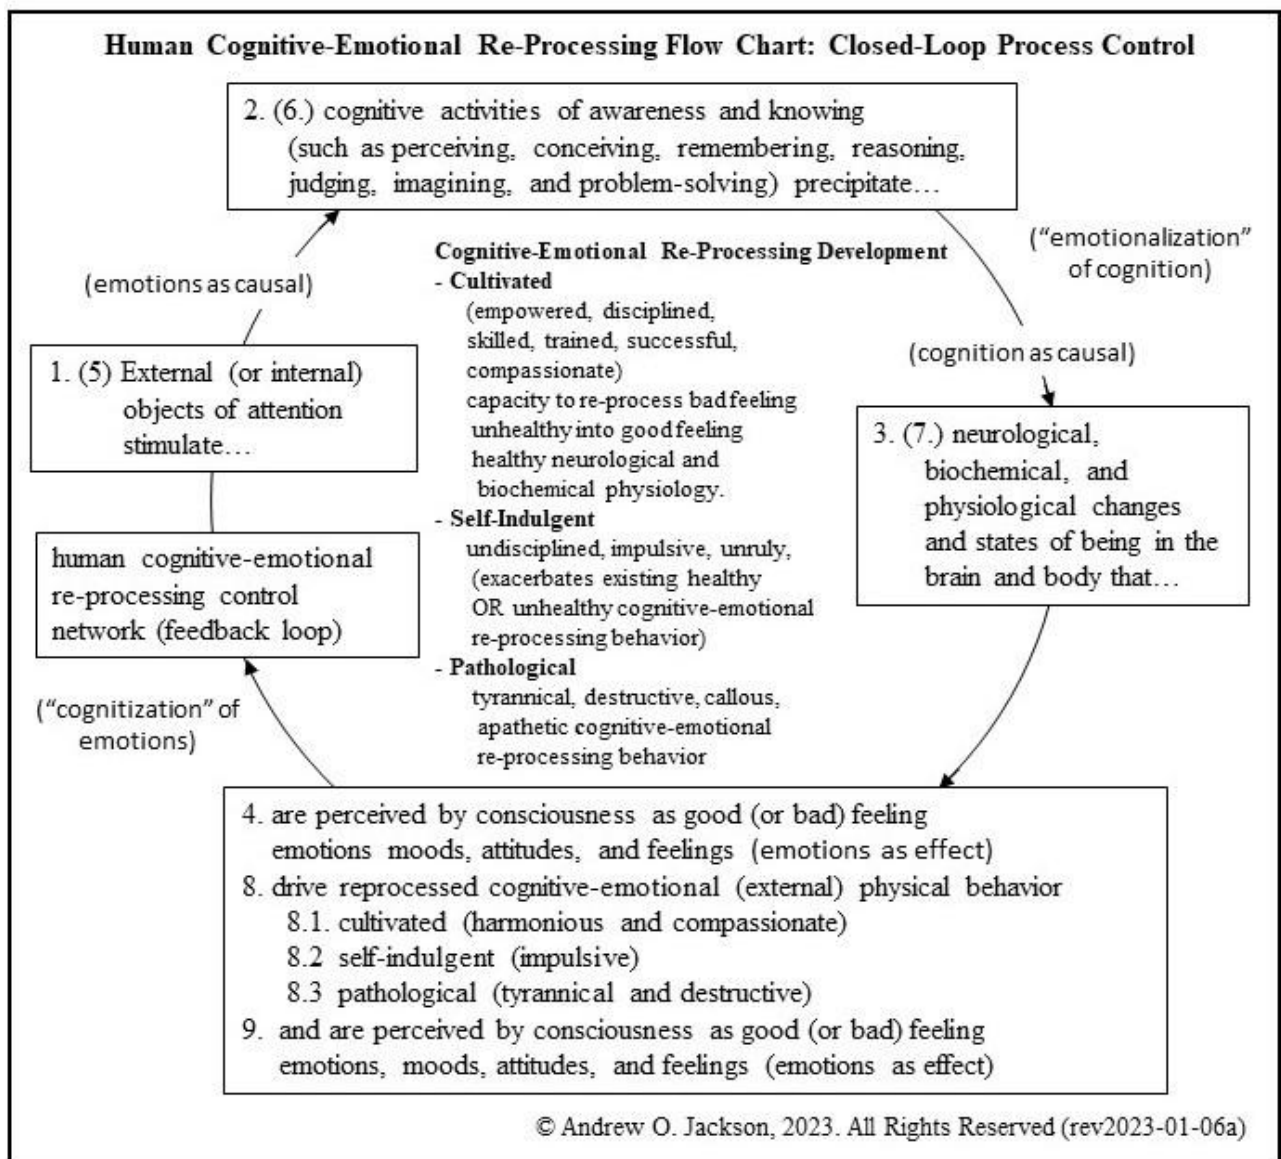 Human Cognitive-Emotional Re-Processing Flow Chart: Closed-Loop Process Control
2. (6.) cognitive activities of awareness and knowing
(such as perceiving, conceiving, remembering, reasoning,
judging, imagining, and problem-solving) precipitate…
(“emotionalization”
of cognition)
(emotions as causal)
(cognition as causal)
1. (5) External (or internal)
objects of attention
stimulate…
Cognitive-Emotional Re-Processing Development
- Cultivated
(empowered, disciplined,
skilled, trained, successful,
compassionate)
capacity to re-process bad feeling
unhealthy into good feeling
healthy neurological and
biochemical physiology.
- Self-Indulgent
undisciplined, impulsive, unruly,
(exacerbates existing healthy
OR unhealthy cognitive-emotional
re-processing behavior)
- Pathological
tyrannical, destructive, callous,
apathetic cognitive-emotional
re-processing behavior
3. (7.) neurological,
biochemical, and
physiological changes
and states of being in the
brain and body that…
human cognitive-emotional
re-processing control
network (feedback loop)
(“cognitization” of
emotions)
4. are perceived by consciousness as good (or bad) feeling
emotions moods, attitudes, and feelings (emotions as effect)
8. drive reprocessed cognitive-emotional (external) physical behavior
8.1. cultivated (harmonious and compassionate)
8.2 self-indulgent (impulsive)
8.3 pathological (tyrannical and destructive)
9. and are perceived by consciousness as good (or bad) feeling
emotions, moods, attitudes, and feelings (emotions as effect)
© Andrew O. Jackson, 2023. All Rights Reserved (rev2023-01-06a)